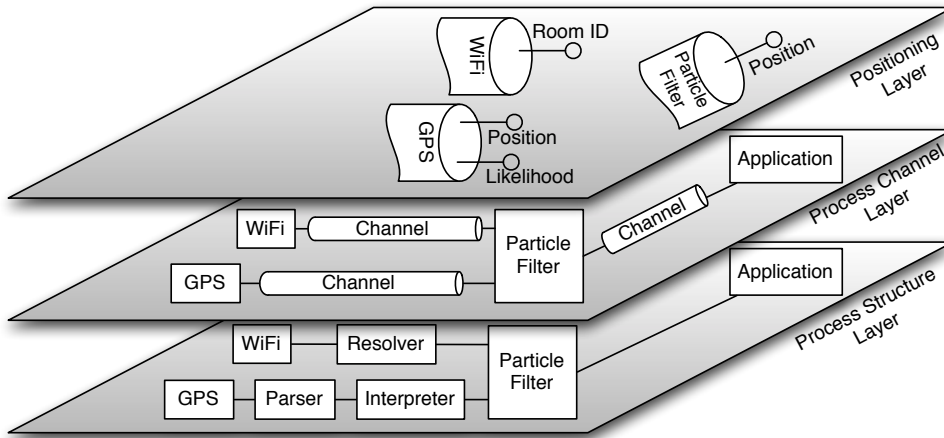 WiFi
Room ID
Particle
Filter
Position
Positioning
Layer
GPS
Position
Likelihood
WiFi
Channel
GPS
Channel
Particle
Filter
Channel
Application
Process Channel
Layer
WiFi
Resolver
GPS
Parser
Interpreter
Particle
Filter
Application
Process Structure
Layer